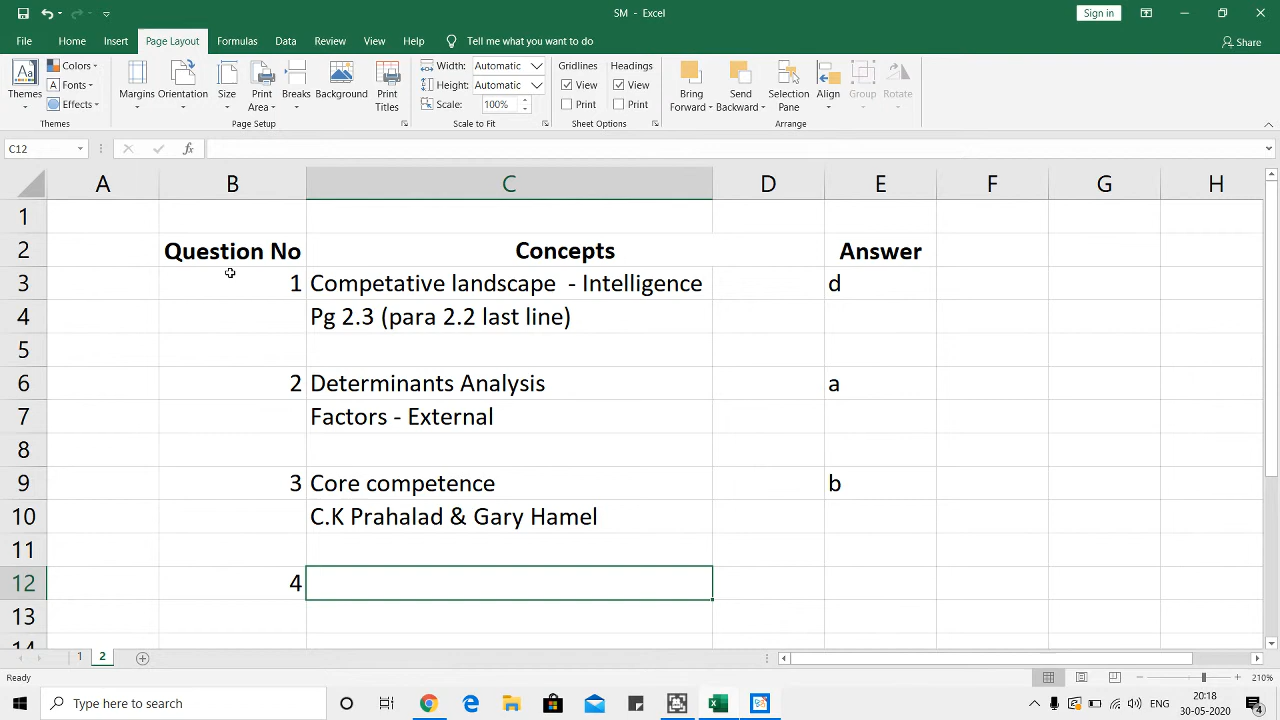 SM - Excel
Sign in
File Home Insert Page Layout Formulas Data Review View Help Tell me what you want to do Share
Themes Colors Fonts Effects Margins Orientation Size Print Area Breaks Background Print Titles Width: Automatic Height: Automatic Scale: 100% Gridlines View Print Headings View Print Bring Forward Send Backward Selection Pane Align Group Rotate
Themes Page Setup Scale to Fit Sheet Options Arrange
C12 fx
A B C D E F G H
1
2 Question No Concepts Answer
3 1 Competative landscape - Intelligence d
4 Pg 2.3 (para 2.2 last line)
5
6 2 Determinants Analysis a
7 Factors - External
8
9 3 Core competence b
10 C.K Prahalad & Gary Hamel
11
12 4
13
14
1 2
Ready 210%
Type here to search ENG 20:18
30-05-2020 4